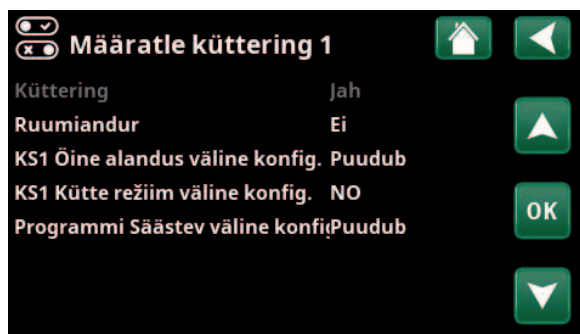 Määratle küttering 1
Küttering Jah
Ruumiandur Ei
KS1 Öine alandus väline konfig. Puudub
KS1 Kütte režiim väline konfig. NO
Programmi Säästev väline konfig Puudub
OK